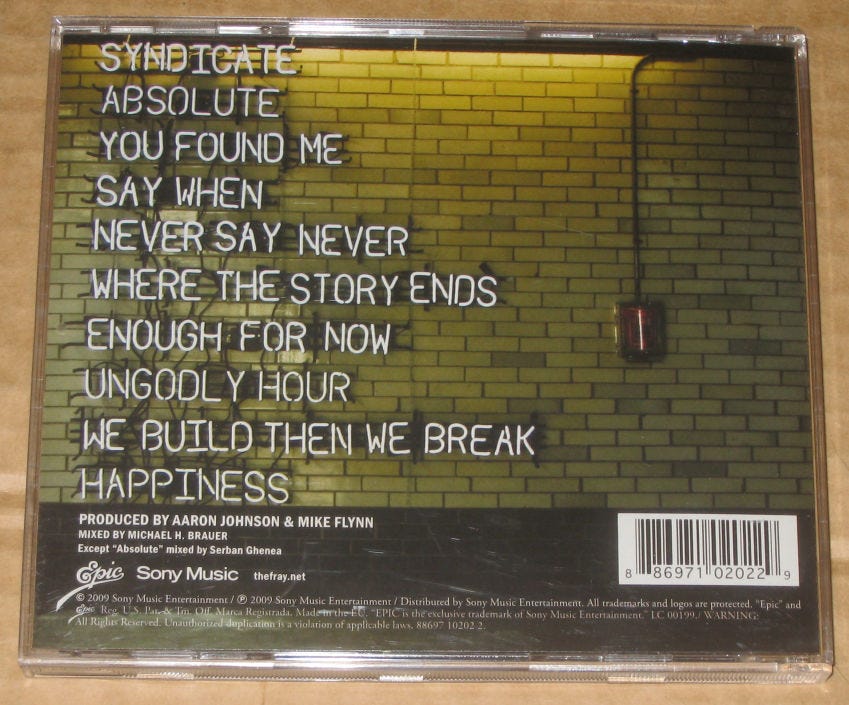 SYNDICATE
ABSOLUTE
YOU FOUND ME
SAY WHEN
NEVER SAY NEVER
WHERE THE STORY ENDS
ENOUGH FOR NOW
UNGODLY HOUR
WE BUILD THEN WE BREAK
HAPPINESS
PRODUCED BY AARON JOHNSON & MIKE FLYNN
MIXED BY MICHAEL H. BRAUER
Except "Absolute" mixed by Serban Ghenea
Epic SONY MUSIC thefray.net
8 86971 02022 9
© 2009 Sony Music Entertainment / ℗ 2009 Sony Music Entertainment / Distributed by Sony Music Entertainment. All trademarks and logos are protected. "Epic" and
Epic Reg. U.S. Pat. & Tm. Off. Marca Registrada. Made in the EU. "EPIC is the exclusive trademark of Sony Music Entertainment." LC 00199./ WARNING:
All Rights Reserved. Unauthorized duplication is a violation of applicable laws. 88697 10202 2.